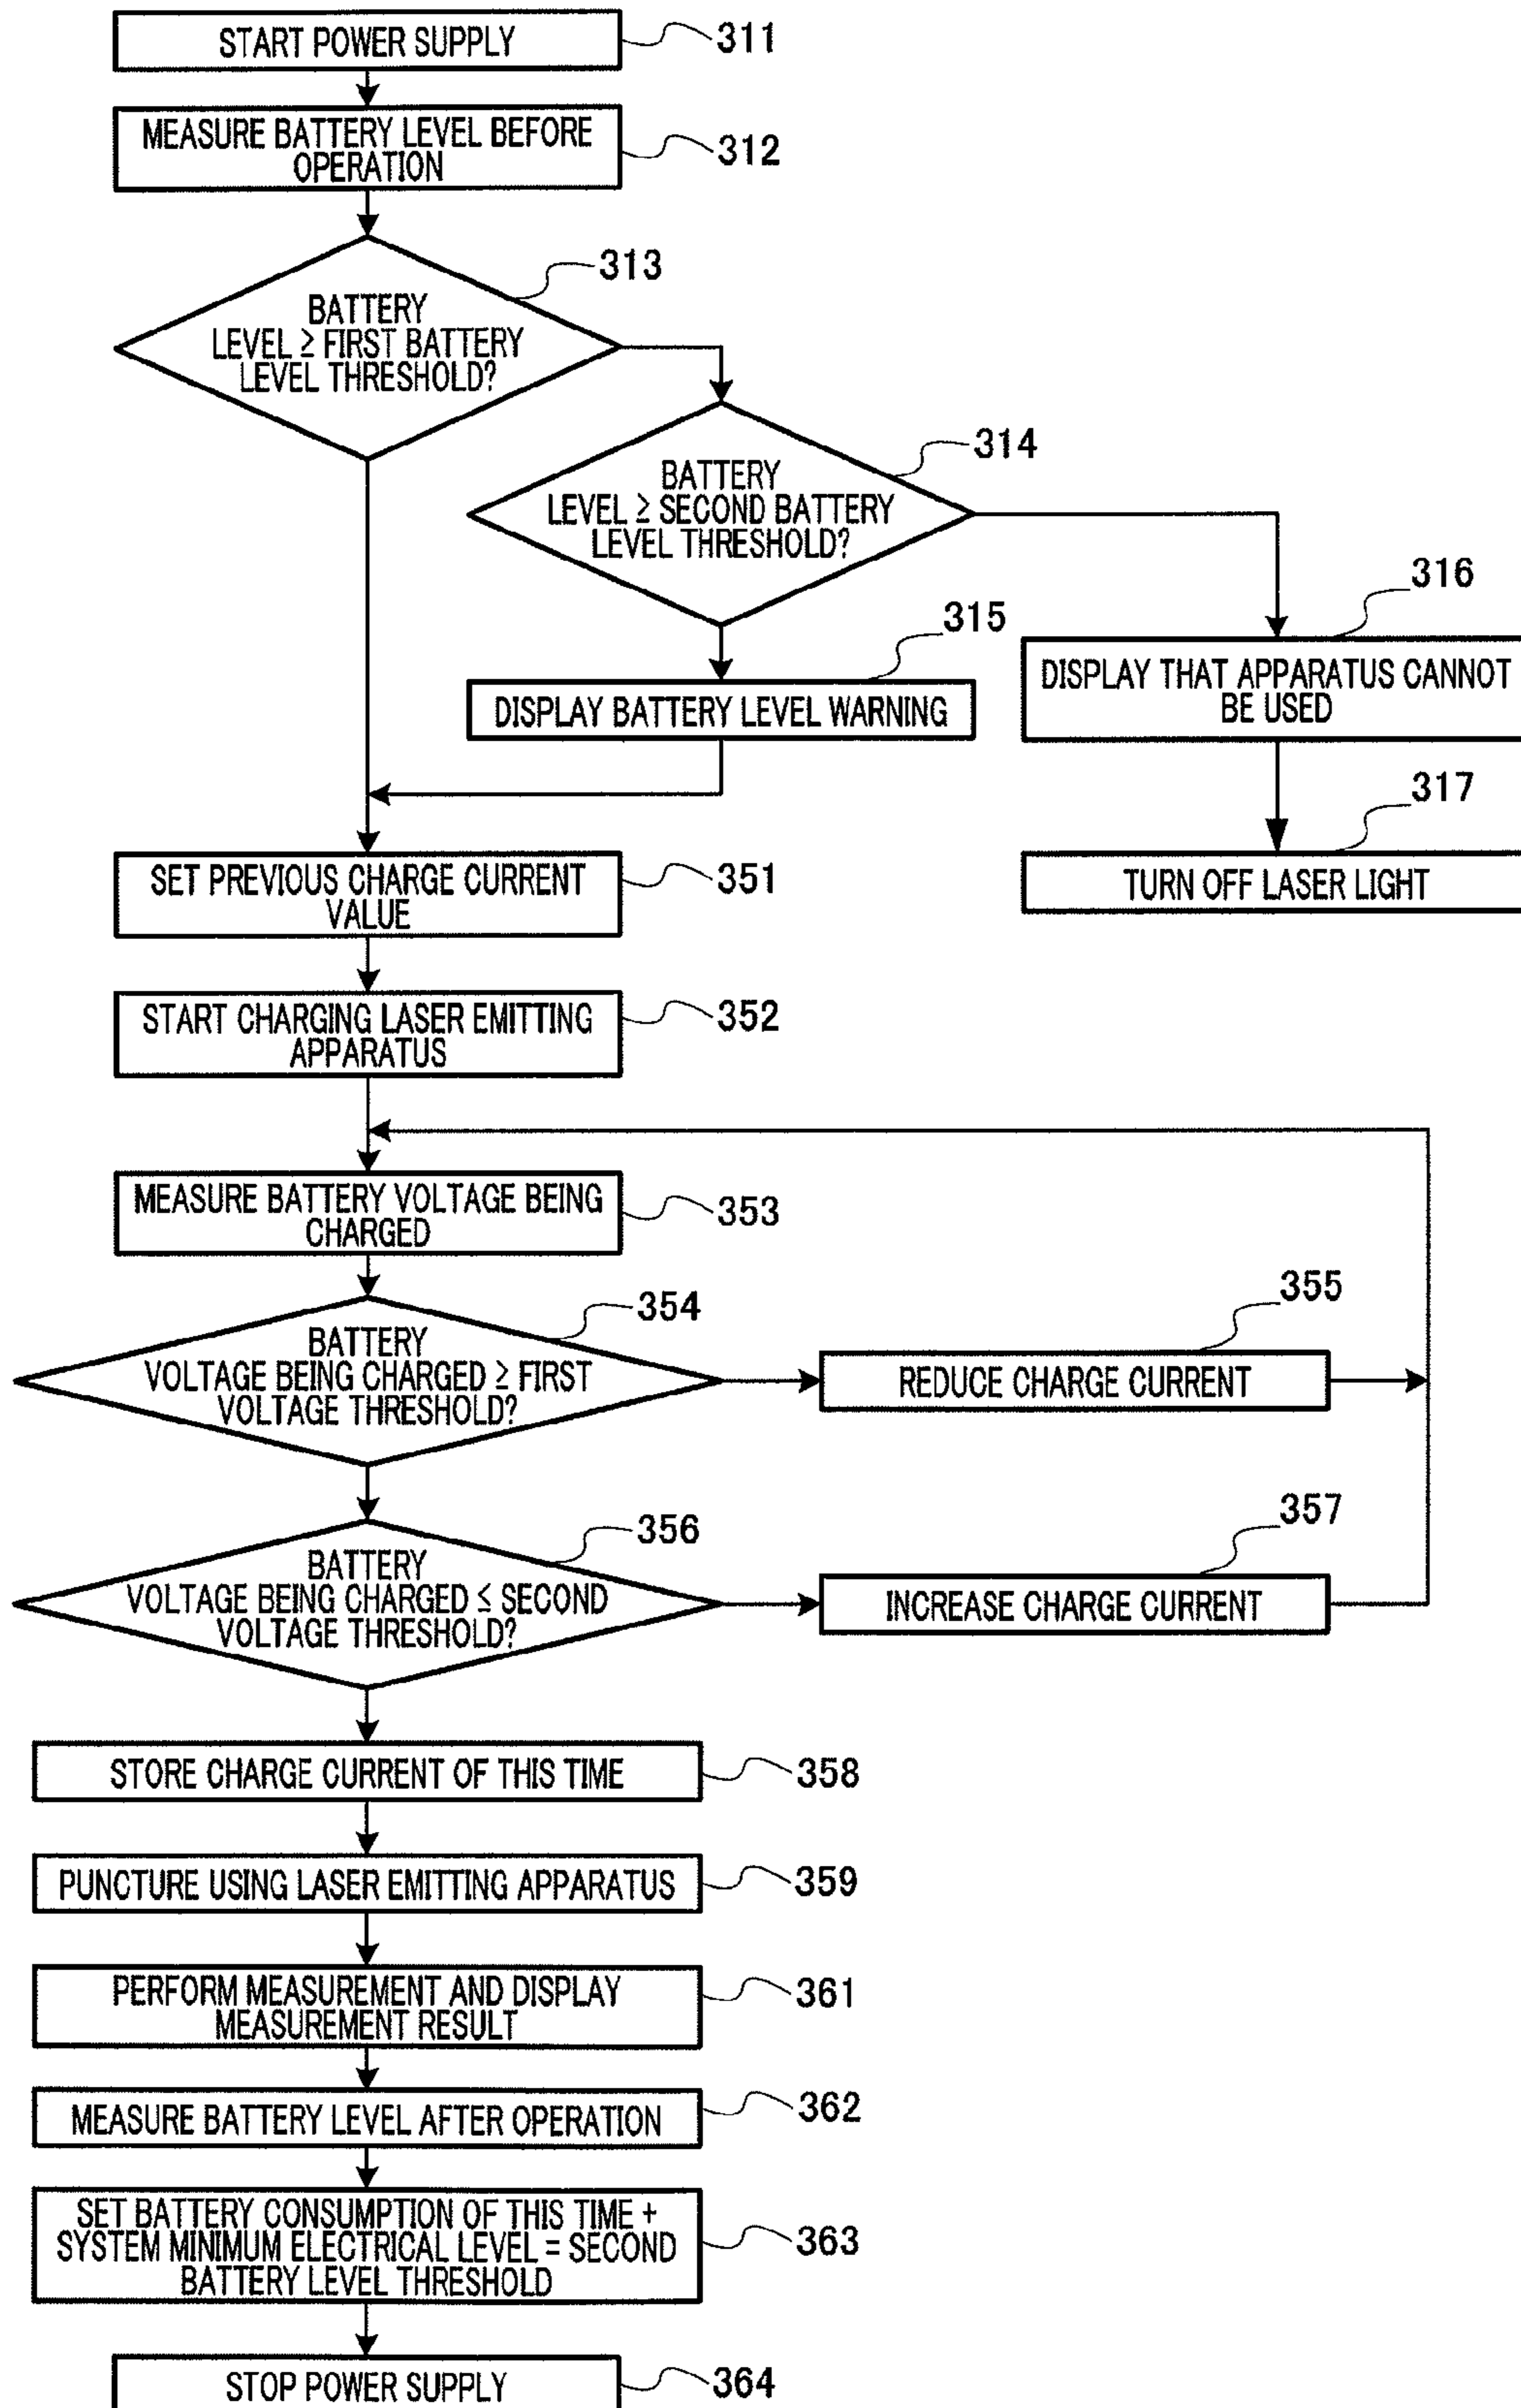 START POWER SUPPLY
311
MEASURE BATTERY LEVEL BEFORE
OPERATION
312
313
BATTERY
LEVEL ≥ FIRST BATTERY
LEVEL THRESHOLD?
314
BATTERY
LEVEL ≥ SECOND BATTERY
LEVEL THRESHOLD?
315
DISPLAY BATTERY LEVEL WARNING
316
DISPLAY THAT APPARATUS CANNOT
BE USED
317
TURN OFF LASER LIGHT
SET PREVIOUS CHARGE CURRENT
VALUE
351
START CHARGING LASER EMITTING
APPARATUS
352
MEASURE BATTERY VOLTAGE BEING
CHARGED
353
354
BATTERY
VOLTAGE BEING CHARGED ≥ FIRST
VOLTAGE THRESHOLD?
355
REDUCE CHARGE CURRENT
356
BATTERY
VOLTAGE BEING CHARGED ≤ SECOND
VOLTAGE THRESHOLD?
357
INCREASE CHARGE CURRENT
STORE CHARGE CURRENT OF THIS TIME
358
PUNCTURE USING LASER EMITTING APPARATUS
359
PERFORM MEASUREMENT AND DISPLAY
MEASUREMENT RESULT
361
MEASURE BATTERY LEVEL AFTER OPERATION
362
SET BATTERY CONSUMPTION OF THIS TIME +
SYSTEM MINIMUM ELECTRICAL LEVEL = SECOND
BATTERY LEVEL THRESHOLD
363
STOP POWER SUPPLY
364